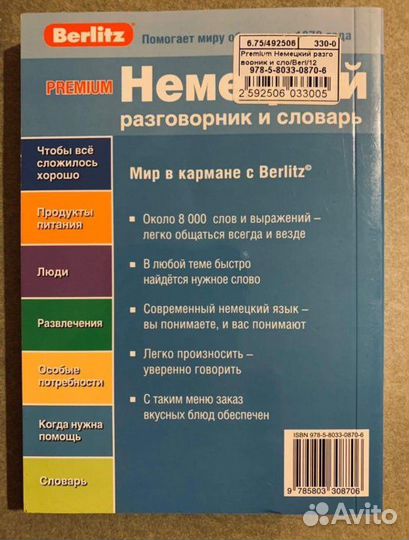 Berlitz
Помогает миру
1878 года
6.75/492506 330-0
Premium Немецкий разго
ворник и сло/Berl/12
978-5-8033-0870-6
2 592506 033005
PREMIUM Немецкий
разговорник и словарь
Чтобы всё
сложилось
хорошо
Продукты
питания
Люди
Развлечения
Особые
потребности
Когда нужна
помощь
Словарь
Мир в кармане с Berlitz©
▪ Около 8 000 слов и выражений –
легко общаться всегда и везде
▪ В любой теме быстро
найдётся нужное слово
▪ Современный немецкий язык –
вы понимаете, и вас понимают
▪ Легко произносить –
уверенно говорить
▪ С таким меню заказ
вкусных блюд обеспечен
ISBN 978-5-8033-0870-6
9 785803 308706
Avito